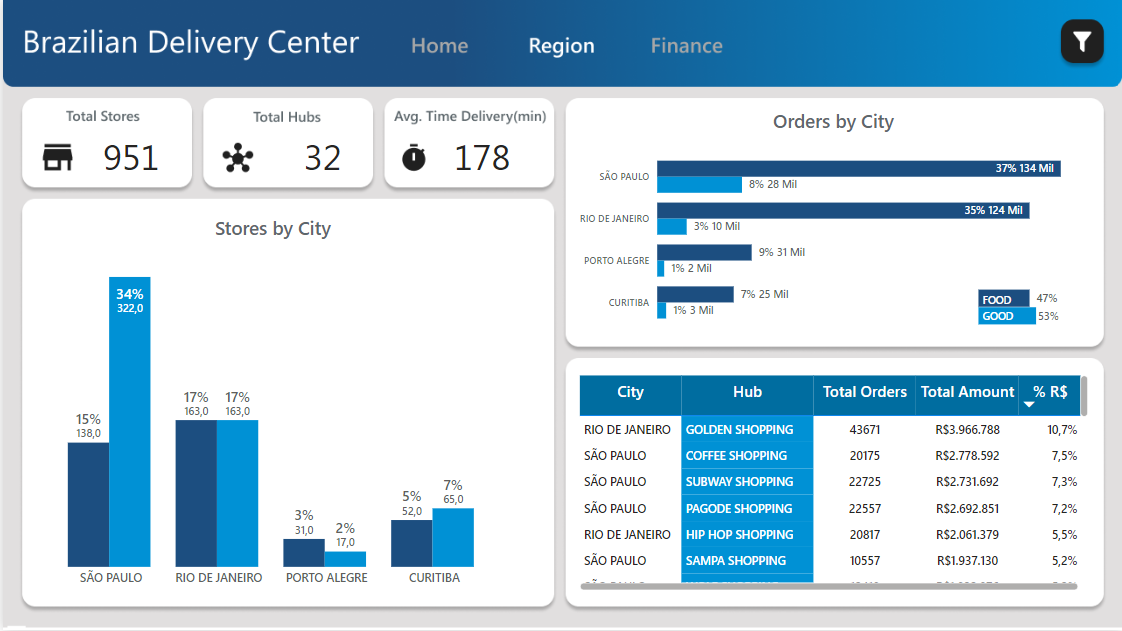 Brazilian Delivery Center
Home Region Finance
Total Stores
951
Total Hubs
32
Avg. Time Delivery(min)
178
Stores by City
34%
322,0
15%
138,0
17%
163,0
17%
163,0
3%
31,0
2%
17,0
5%
52,0
7%
65,0
SÃO PAULO RIO DE JANEIRO PORTO ALEGRE CURITIBA
Orders by City
SÃO PAULO
37% 134 Mil
8% 28 Mil
RIO DE JANEIRO
35% 124 Mil
3% 10 Mil
PORTO ALEGRE
9% 31 Mil
1% 2 Mil
CURITIBA
7% 25 Mil
1% 3 Mil
FOOD 47%
GOOD 53%
City Hub Total Orders Total Amount % R$
RIO DE JANEIRO GOLDEN SHOPPING 43671 R$3.966.788 10,7%
SÃO PAULO COFFEE SHOPPING 20175 R$2.778.592 7,5%
SÃO PAULO SUBWAY SHOPPING 22725 R$2.731.692 7,3%
SÃO PAULO PAGODE SHOPPING 22557 R$2.692.851 7,2%
RIO DE JANEIRO HIP HOP SHOPPING 20817 R$2.061.379 5,5%
SÃO PAULO SAMPA SHOPPING 10557 R$1.937.130 5,2%